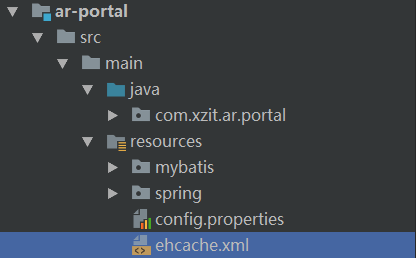 ar-portal
src
main
java
com.xzit.ar.portal
resources
mybatis
spring
config.properties
ehcache.xml